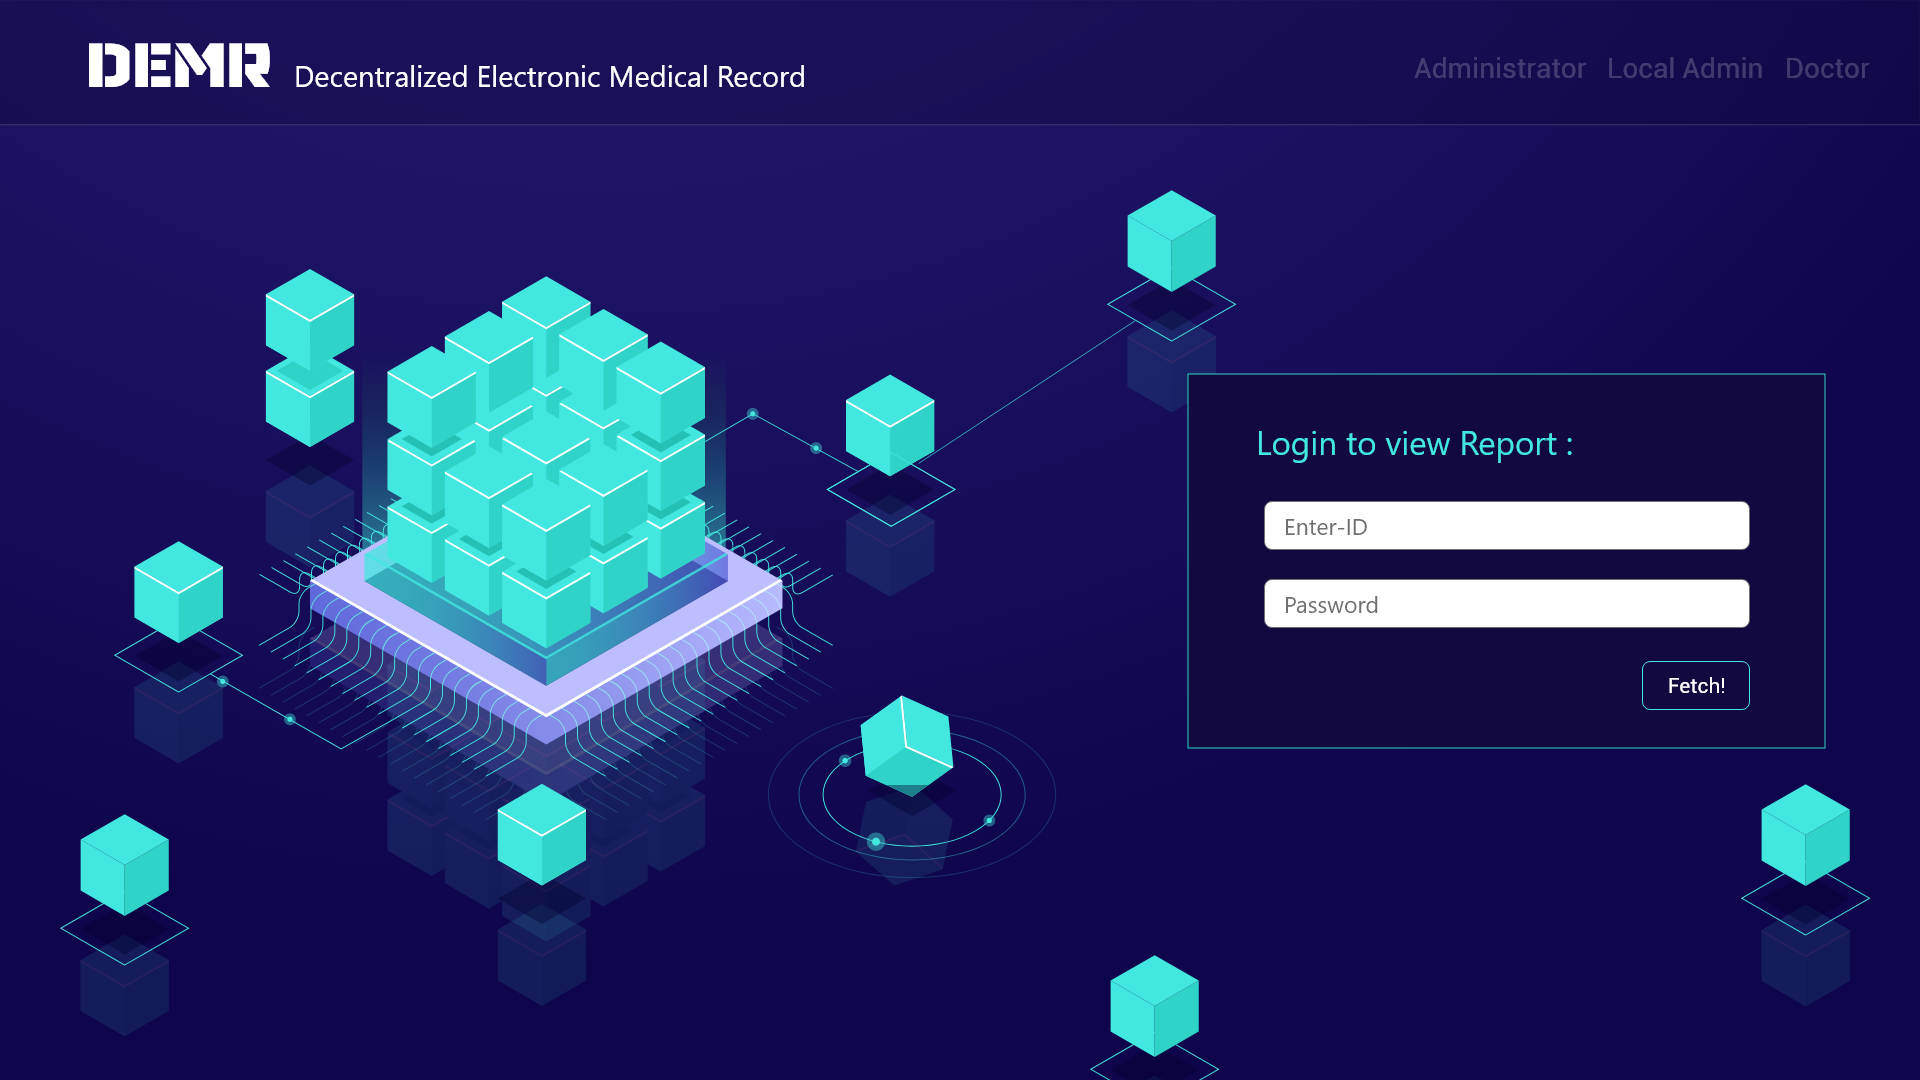 DEMR Decentralized Electronic Medical Record
Administrator Local Admin Doctor
Login to view Report :
Enter-ID
Password
Fetch!